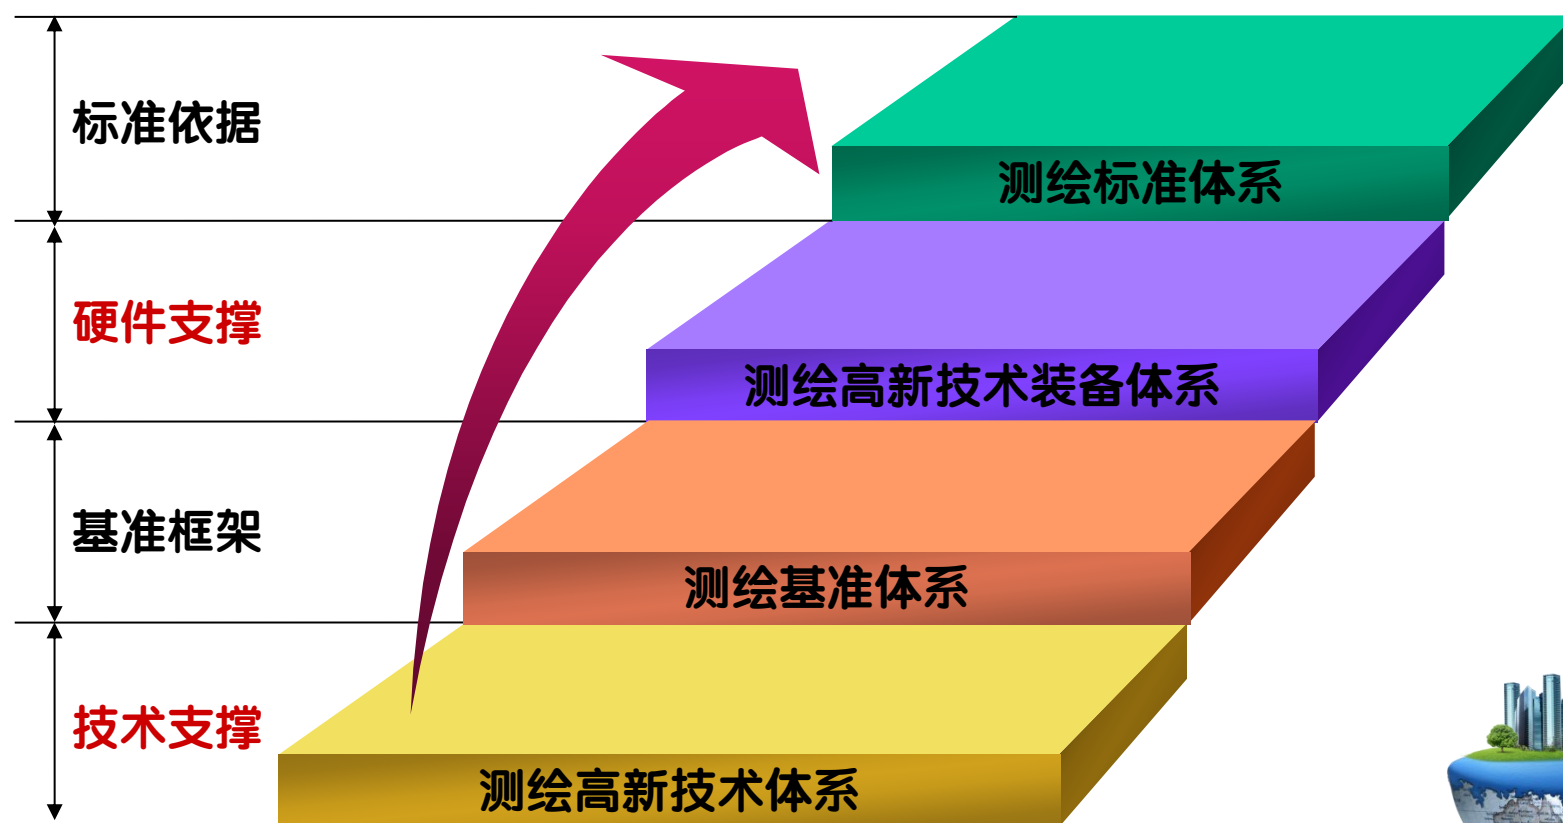 标准依据
测绘标准体系
硬件支撑
测绘高新技术装备体系
基准框架
测绘基准体系
技术支撑
测绘高新技术体系